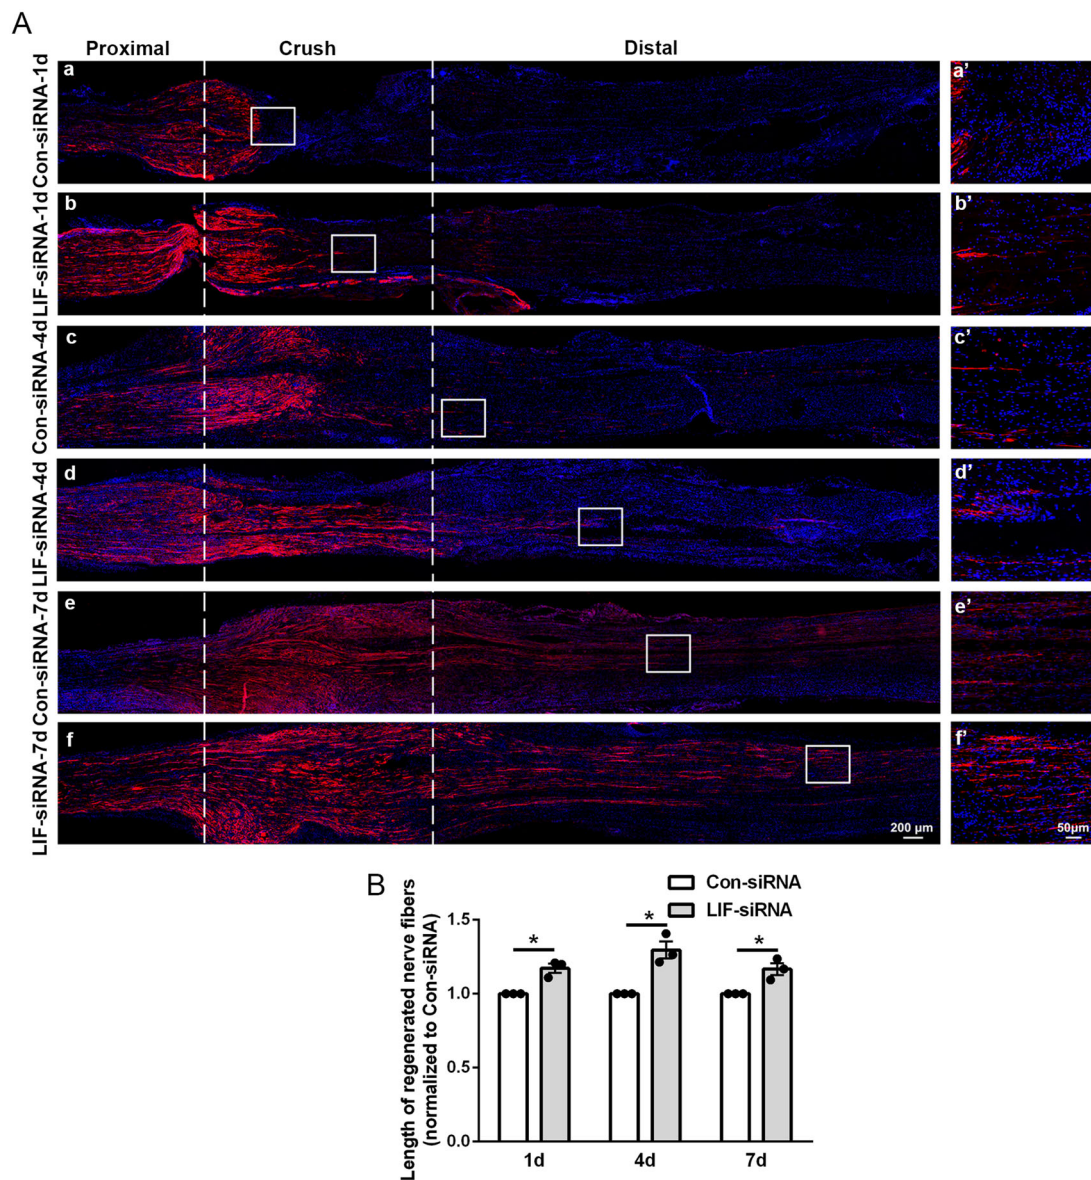 A
Proximal Crush Distal
Con-siRNA-1d
a
a'
LIF-siRNA-1d
b
b'
Con-siRNA-4d
c
c'
LIF-siRNA-4d
d
d'
Con-siRNA-7d
e
e'
LIF-siRNA-7d
f
f'
200 μm
50μm
B
Con-siRNA
LIF-siRNA
Length of regenerated nerve fibers
(normalized to Con-siRNA)
1.5
1.0
0.5
0.0
* * *
1d 4d 7d